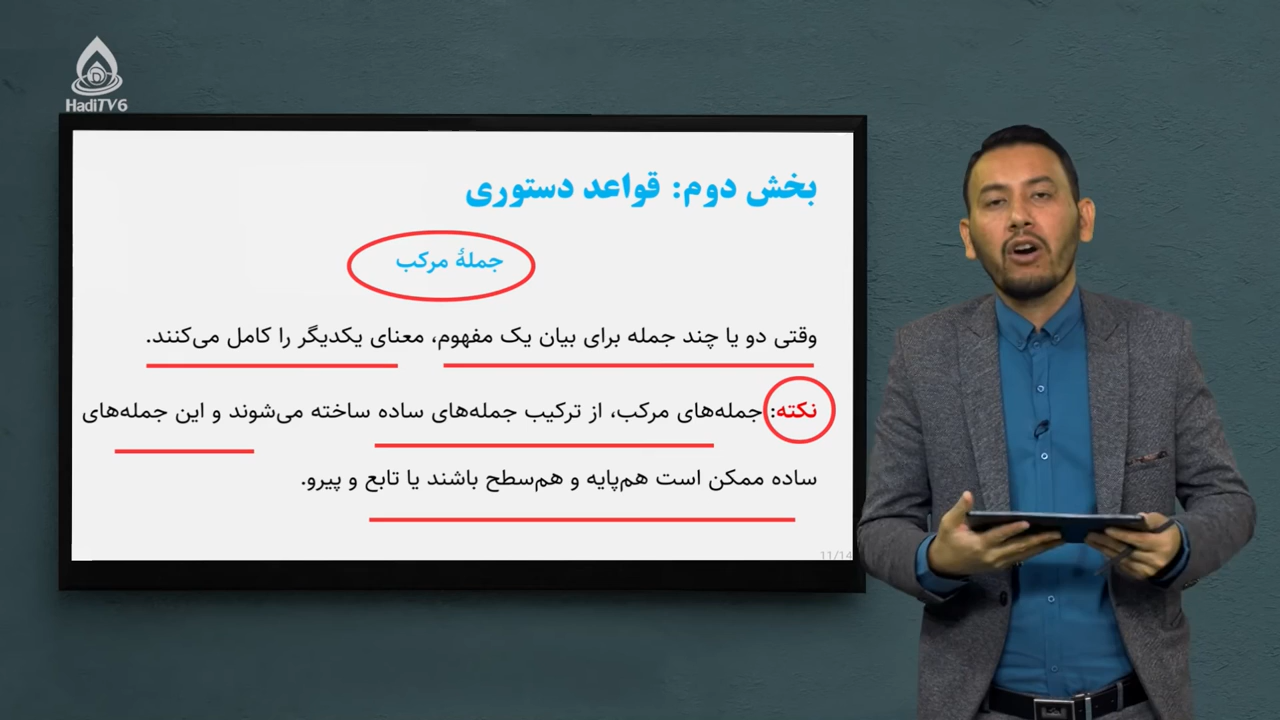 HadiTV6
بخش دوم: قواعد دستوری
جملهٔ مرکب
وقتی دو یا چند جمله برای بیان یک مفهوم، معنای یکدیگر را کامل می‌کنند.
نکته: جمله‌های مرکب، از ترکیب جمله‌های ساده ساخته می‌شوند و این جمله‌های
ساده ممکن است هم‌پایه و هم‌سطح باشند یا تابع و پیرو.
11/14